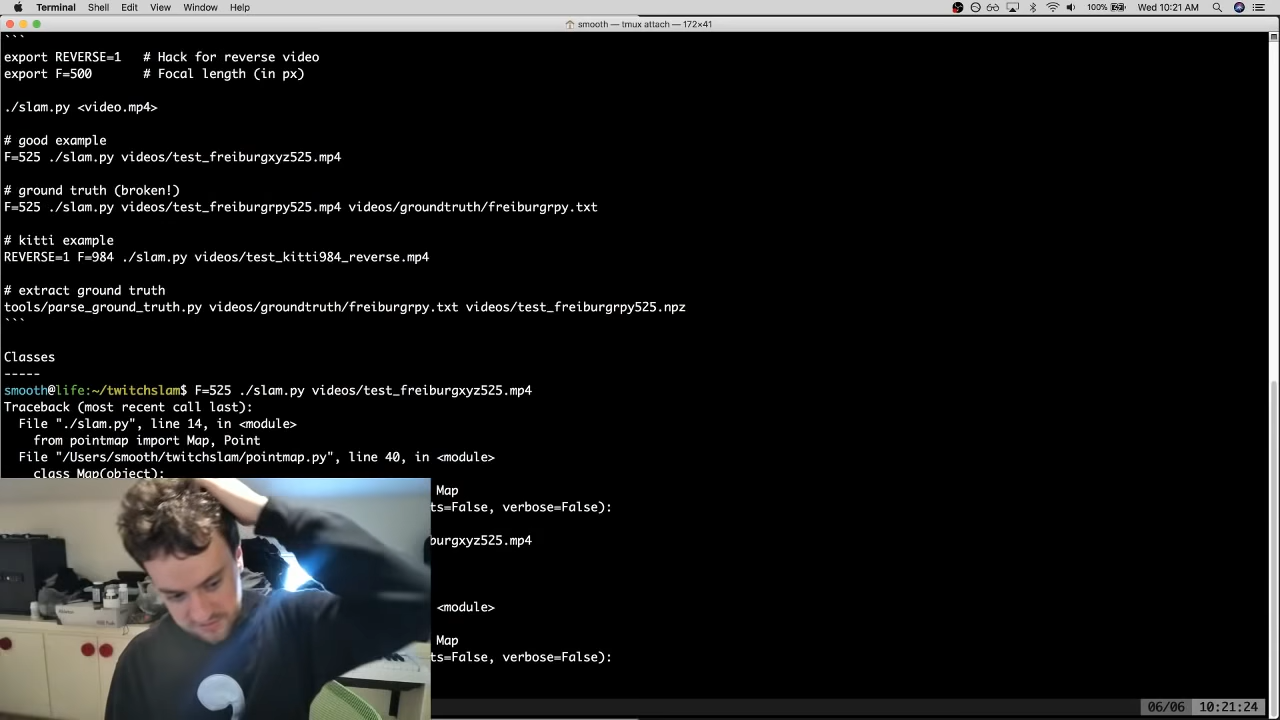 Terminal Shell Edit View Window Help 100% Wed 10:21 AM
smooth — tmux attach — 172×41
```
export REVERSE=1   # Hack for reverse video
export F=500       # Focal length (in px)
./slam.py <video.mp4>
# good example
F=525 ./slam.py videos/test_freiburgxyz525.mp4
# ground truth (broken!)
F=525 ./slam.py videos/test_freiburgrpy525.mp4 videos/groundtruth/freiburgrpy.txt
# kitti example
REVERSE=1 F=984 ./slam.py videos/test_kitti984_reverse.mp4
# extract ground truth
tools/parse_ground_truth.py videos/groundtruth/freiburgrpy.txt videos/test_freiburgrpy525.npz
```
Classes
-----
smooth@life:~/twitchslam$ F=525 ./slam.py videos/test_freiburgxyz525.mp4
Traceback (most recent call last):
  File "./slam.py", line 14, in <module>
    from pointmap import Map, Point
  File "/Users/smooth/twitchslam/pointmap.py", line 40, in <module>
    class Map(object):
Map
ts=False, verbose=False):
burgxyz525.mp4
<module>
Map
ts=False, verbose=False):
06/06 10:21:24